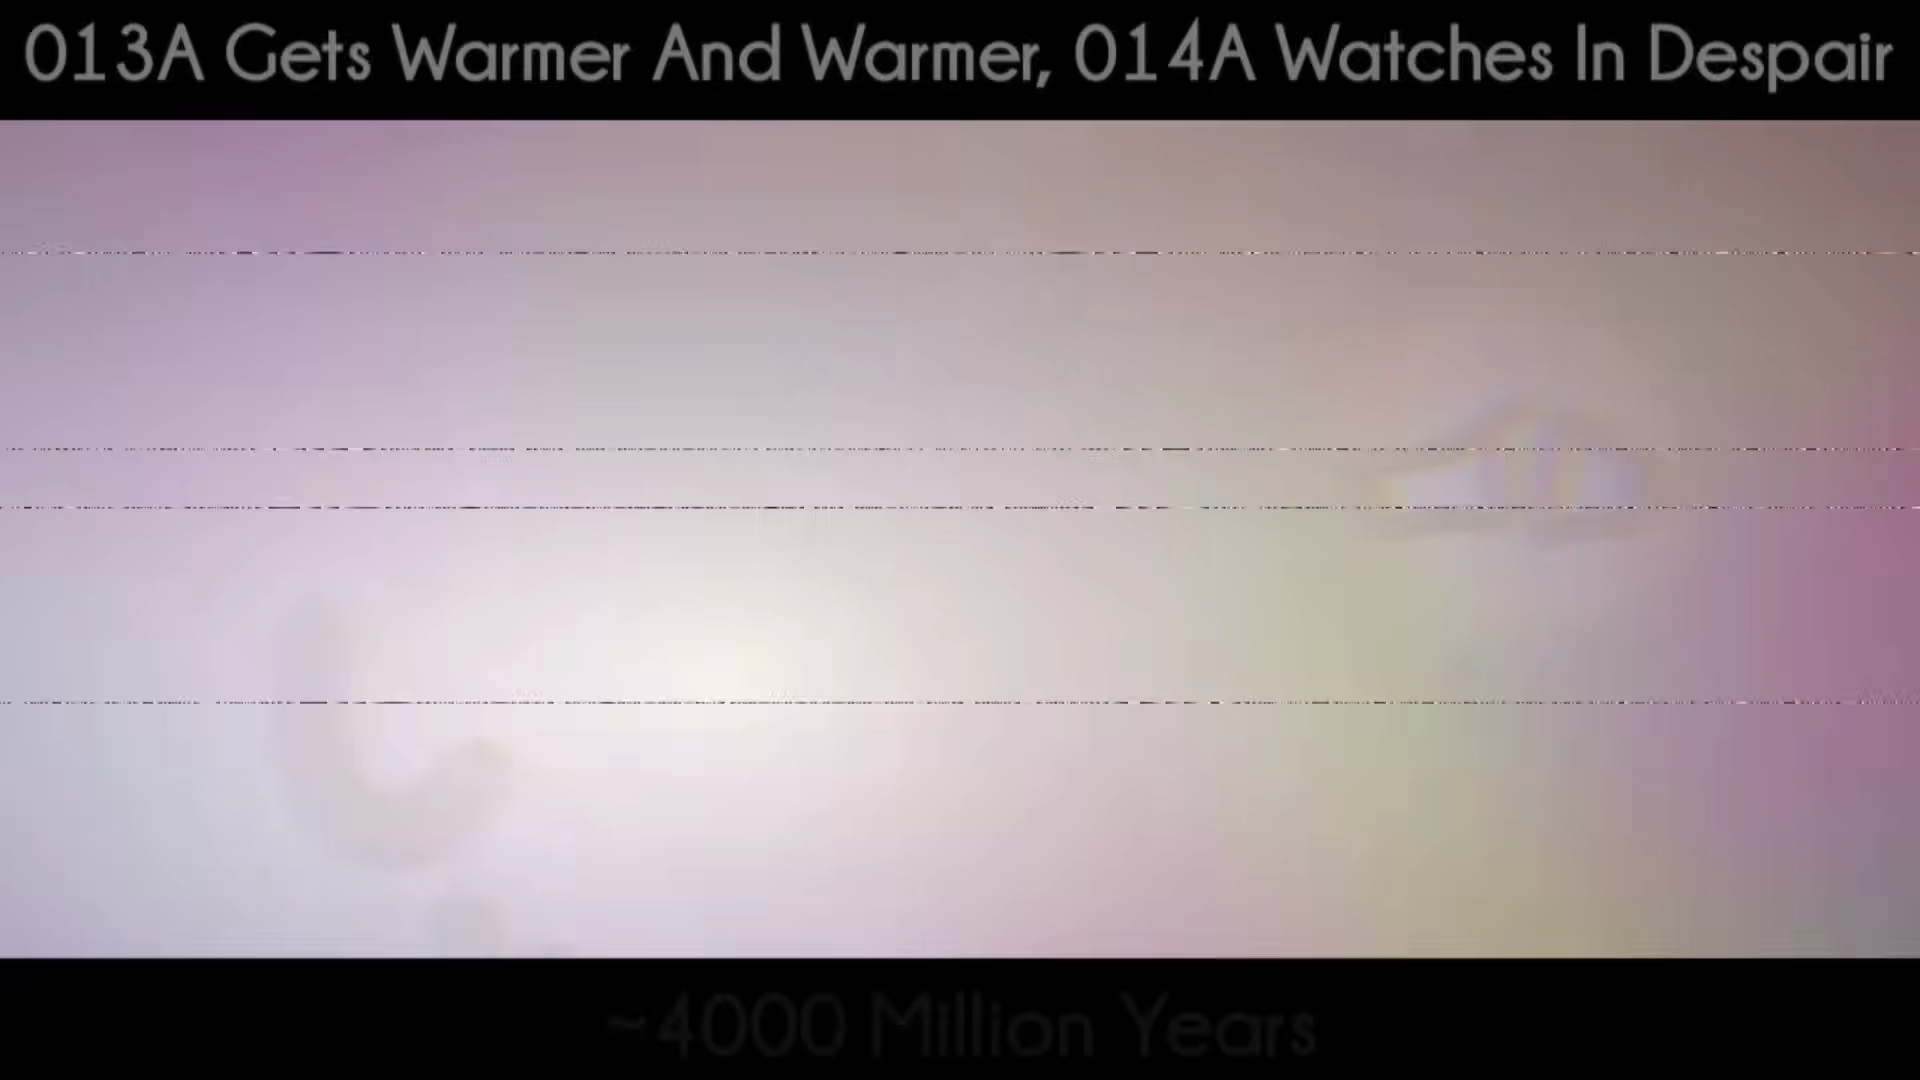 013A Gets Warmer And Warmer, 014A Watches In Despair
~4000 Million Years